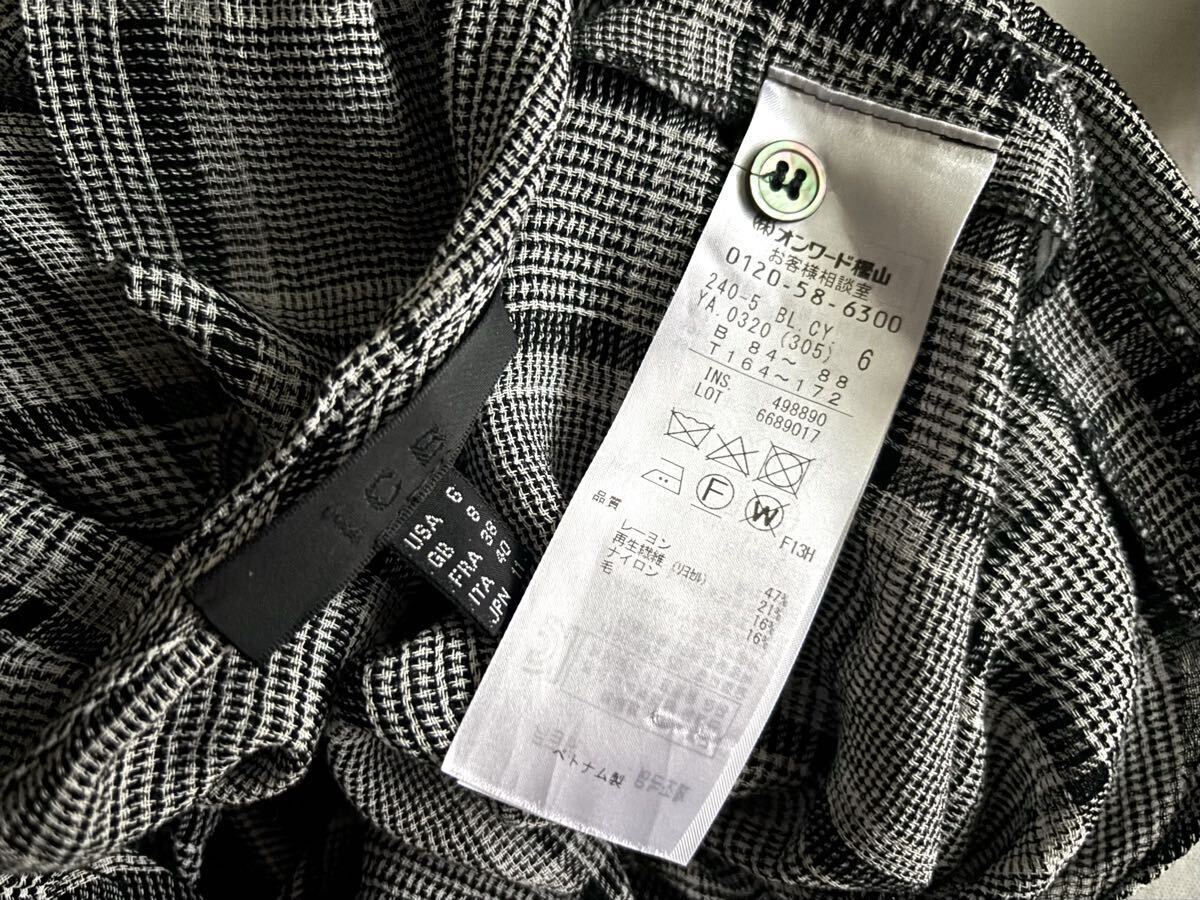 (株)オンワード樫山
お客様相談室
0120-58-6300
240-5 BL.CY
YA.0320 (305) 6
B 84～ 88
T164～172
INS. 498890
LOT 6689017
F
W
F13H
品質
レーヨン 47%
再生繊維 (リヨセル) 21%
ナイロン 16%
毛 16%
ベトナム製
ICB
USA 6
GB 8
FRA 38
ITA 40
JPN 11